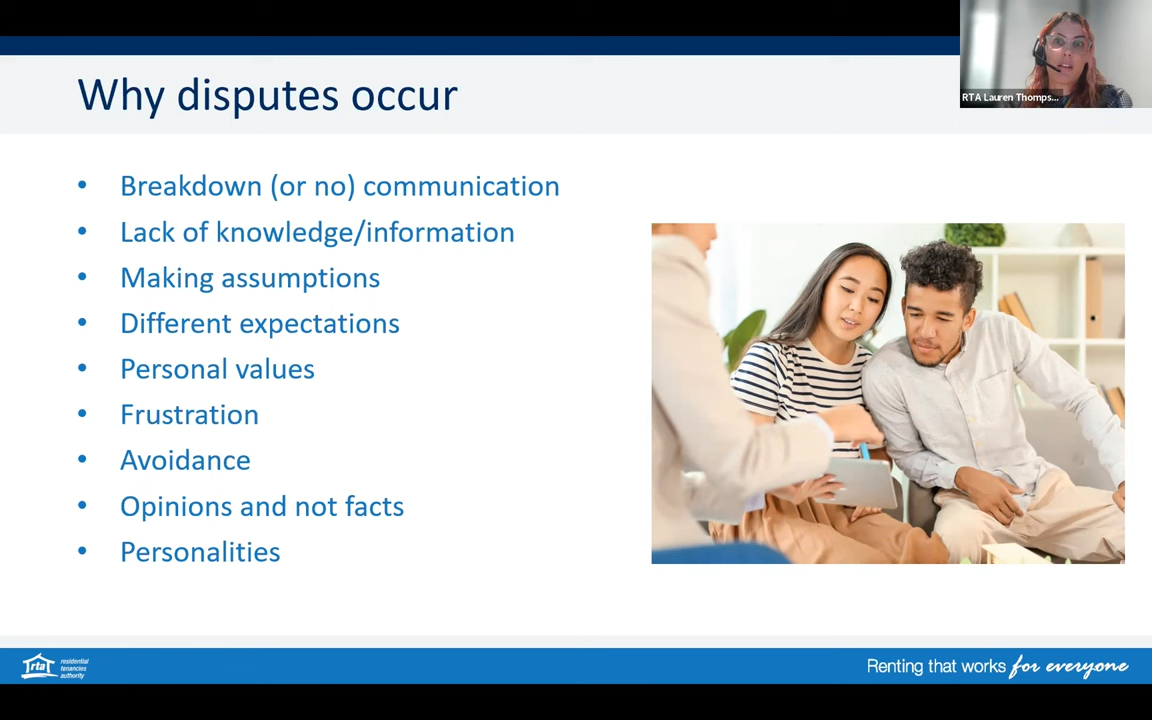 Why disputes occur
RTA Lauren Thomps...
• Breakdown (or no) communication
• Lack of knowledge/information
• Making assumptions
• Different expectations
• Personal values
• Frustration
• Avoidance
• Opinions and not facts
• Personalities
rta
residential
tenancies
authority
Renting that works for everyone